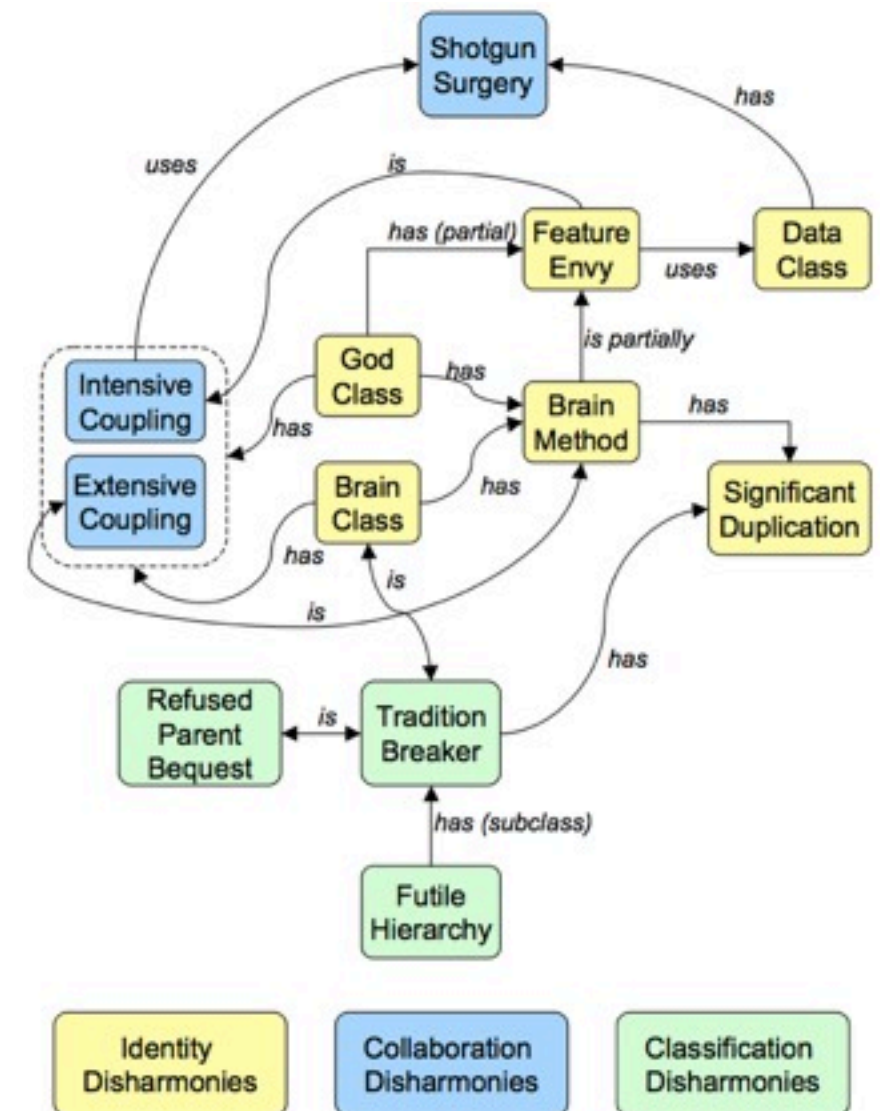 Shotgun
Surgery
has
uses
is
has (partial)
Feature
Envy
uses
Data
Class
is partially
God
Class
has
Intensive
Coupling
has
Brain
Method
has
Extensive
Coupling
Brain
Class
has
Significant
Duplication
has
is
is
has
Refused
Parent
Bequest
is
Tradition
Breaker
has (subclass)
Futile
Hierarchy
Identity
Disharmonies
Collaboration
Disharmonies
Classification
Disharmonies